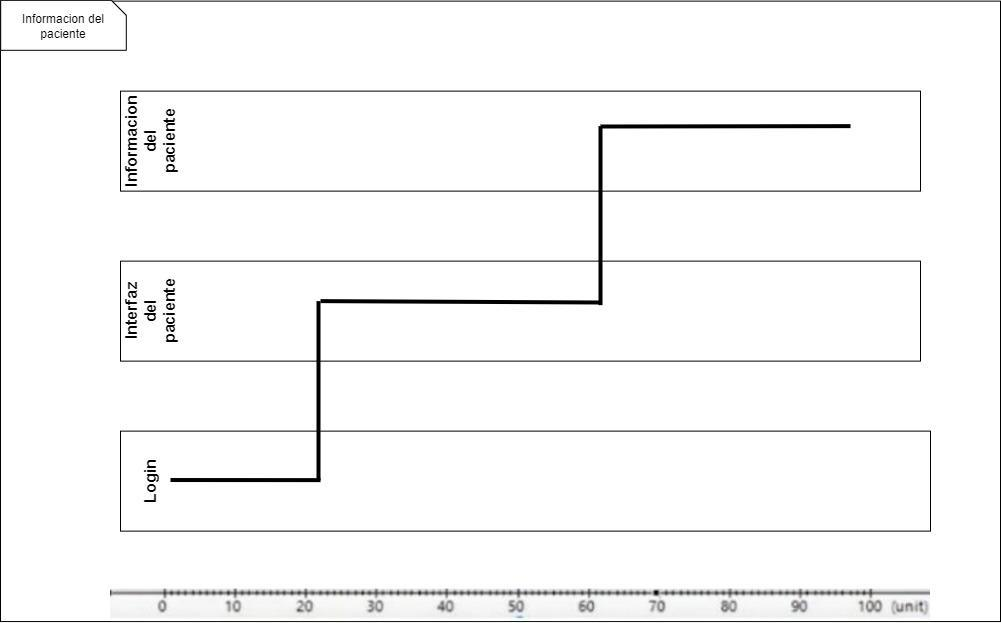 Informacion del
paciente
Informacion
del
paciente
Interfaz
del
paciente
Login
0 10 20 30 40 50 60 70 80 90 100 (unit)